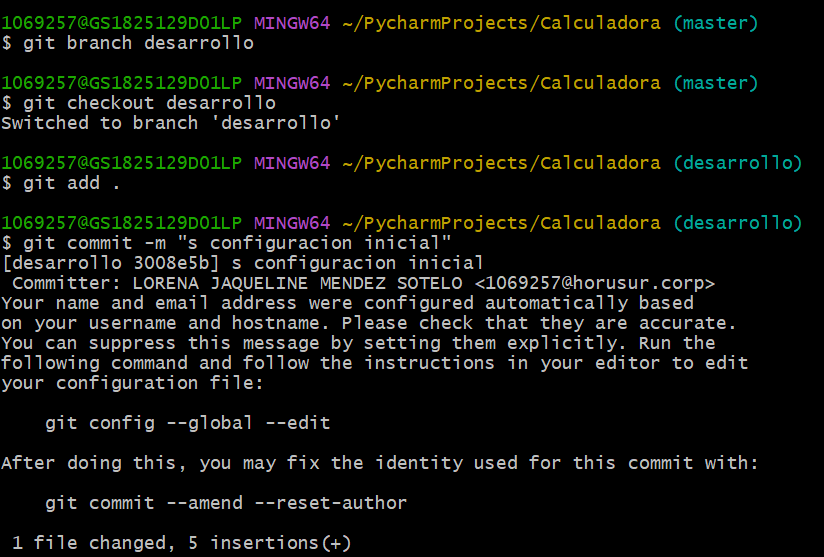 1069257@GS1825129D01LP MINGW64 ~/PycharmProjects/Calculadora (master)
$ git branch desarrollo
1069257@GS1825129D01LP MINGW64 ~/PycharmProjects/Calculadora (master)
$ git checkout desarrollo
Switched to branch 'desarrollo'
1069257@GS1825129D01LP MINGW64 ~/PycharmProjects/Calculadora (desarrollo)
$ git add .
1069257@GS1825129D01LP MINGW64 ~/PycharmProjects/Calculadora (desarrollo)
$ git commit -m "s configuracion inicial"
[desarrollo 3008e5b] s configuracion inicial
 Committer: LORENA JAQUELINE MENDEZ SOTELO <1069257@horusur.corp>
Your name and email address were configured automatically based
on your username and hostname. Please check that they are accurate.
You can suppress this message by setting them explicitly. Run the
following command and follow the instructions in your editor to edit
your configuration file:
    git config --global --edit
After doing this, you may fix the identity used for this commit with:
    git commit --amend --reset-author
 1 file changed, 5 insertions(+)